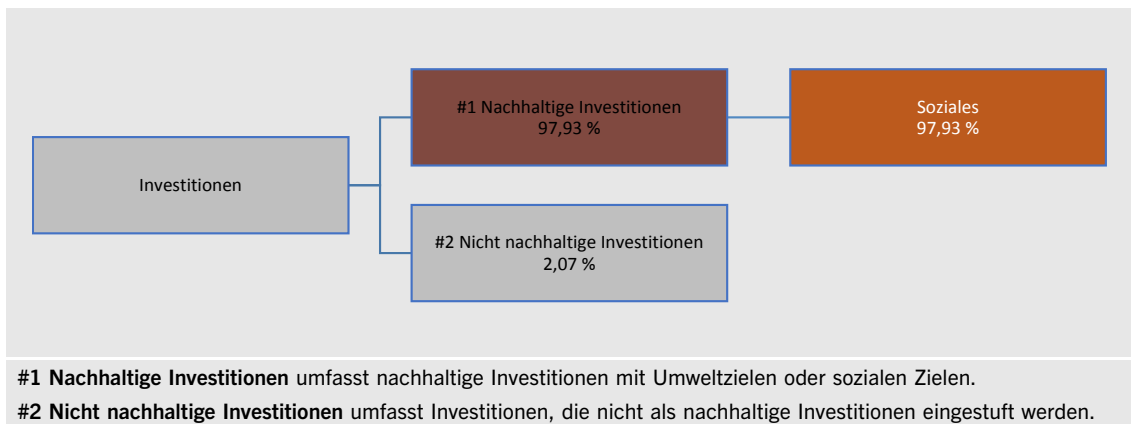 #1 Nachhaltige Investitionen
97,93 %
Soziales
97,93 %
Investitionen
#2 Nicht nachhaltige Investitionen
2,07 %
#1 Nachhaltige Investitionen umfasst nachhaltige Investitionen mit Umweltzielen oder sozialen Zielen.
#2 Nicht nachhaltige Investitionen umfasst Investitionen, die nicht als nachhaltige Investitionen eingestuft werden.